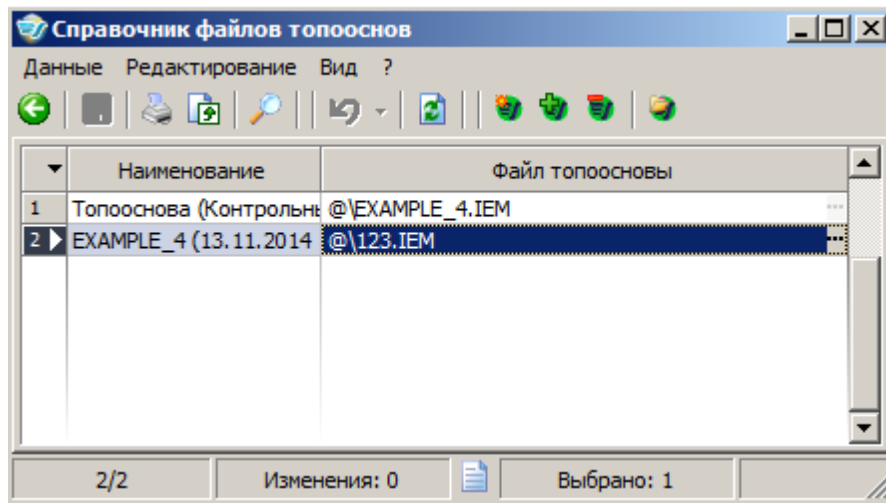 Справочник файлов топооснов
Данные Редактирование Вид ?
Наименование Файл топоосновы
1 Топооснова (Контрольн @\EXAMPLE_4.IEM ...
2 EXAMPLE_4 (13.11.2014 @\123.IEM ...
2/2 Изменения: 0 Выбрано: 1